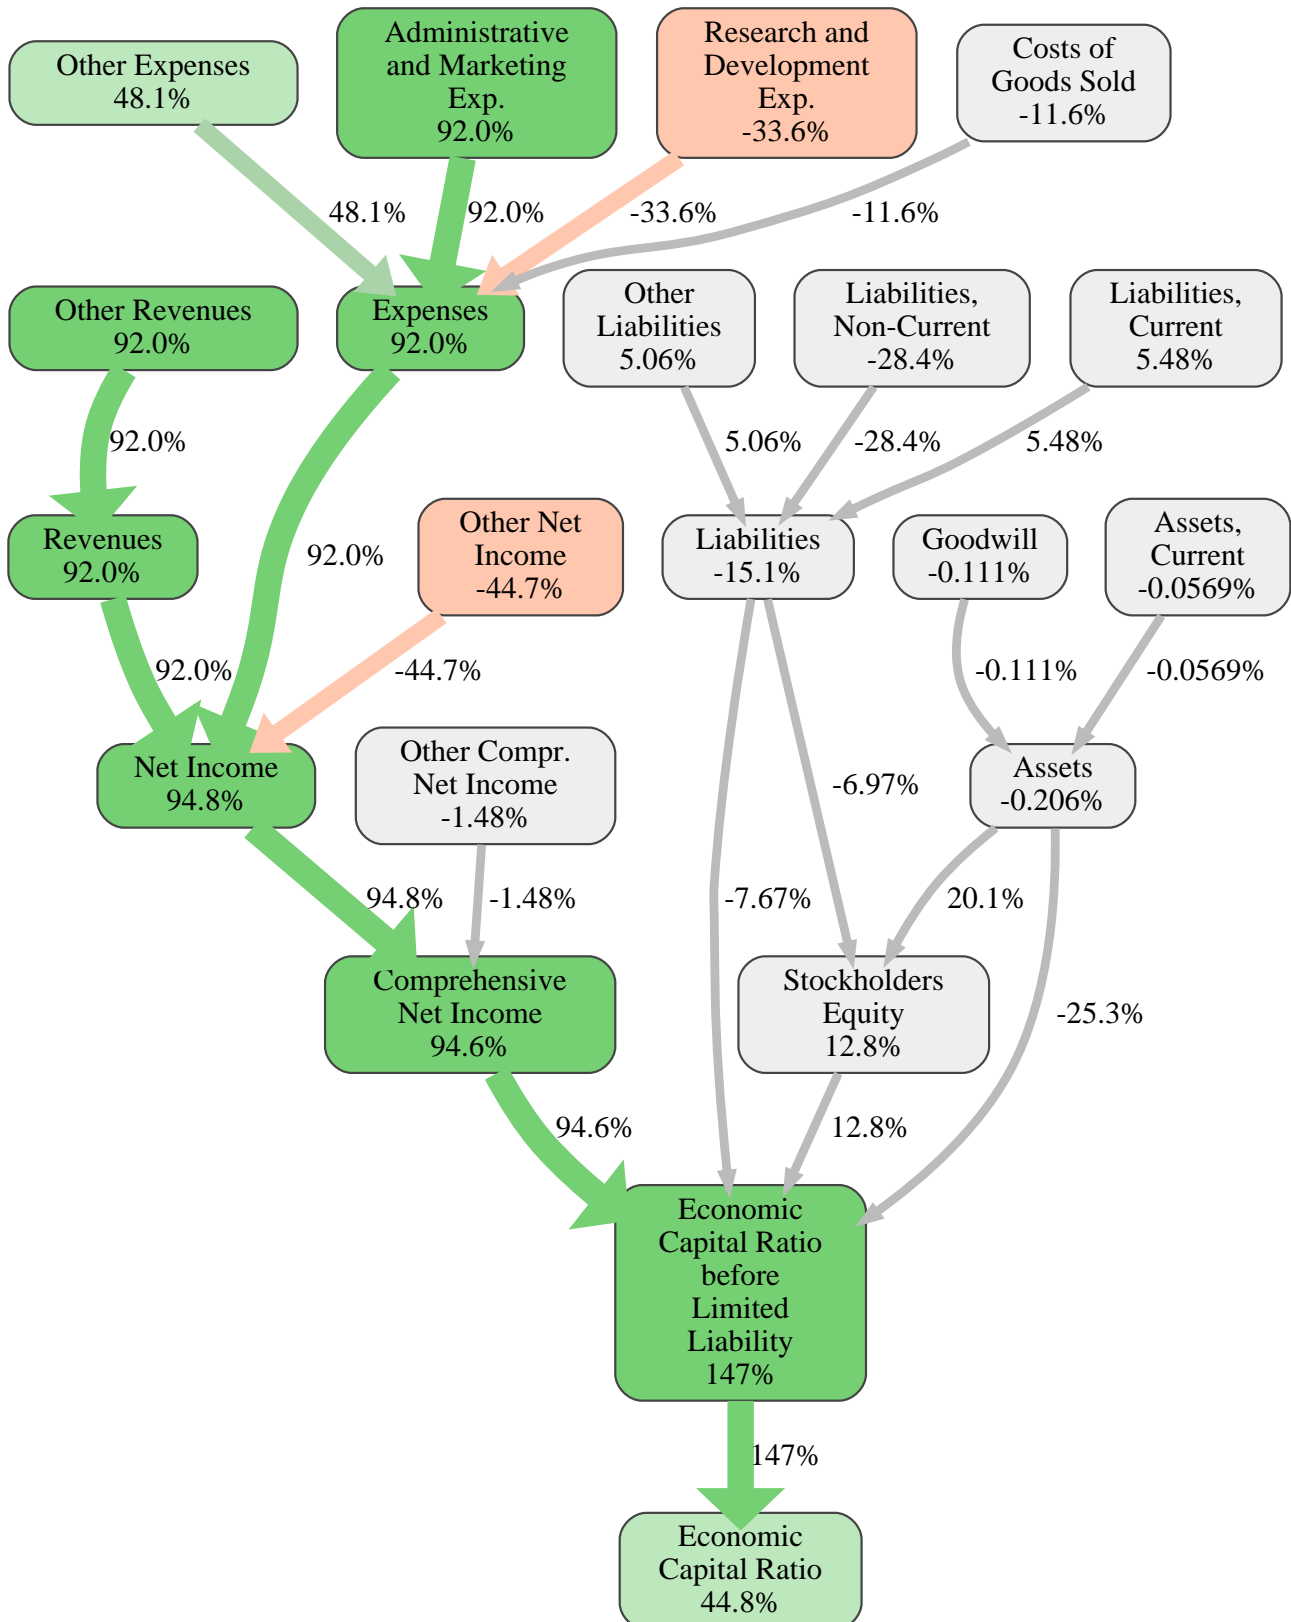 Other Expenses
48.1%
Administrative
and Marketing
Exp.
92.0%
Research and
Development
Exp.
-33.6%
Costs of
Goods Sold
-11.6%
48.1%
92.0%
-33.6%
-11.6%
Other Revenues
92.0%
Expenses
92.0%
Other
Liabilities
5.06%
Liabilities,
Non-Current
-28.4%
Liabilities,
Current
5.48%
92.0%
5.06%
-28.4%
5.48%
Revenues
92.0%
92.0%
Other Net
Income
-44.7%
Liabilities
-15.1%
Goodwill
-0.111%
Assets,
Current
-0.0569%
92.0%
-44.7%
-0.111%
-0.0569%
Net Income
94.8%
Other Compr.
Net Income
-1.48%
-6.97%
Assets
-0.206%
94.8%
-1.48%
-7.67%
20.1%
Comprehensive
Net Income
94.6%
Stockholders
Equity
12.8%
-25.3%
94.6%
12.8%
Economic
Capital Ratio
before
Limited
Liability
147%
147%
Economic
Capital Ratio
44.8%